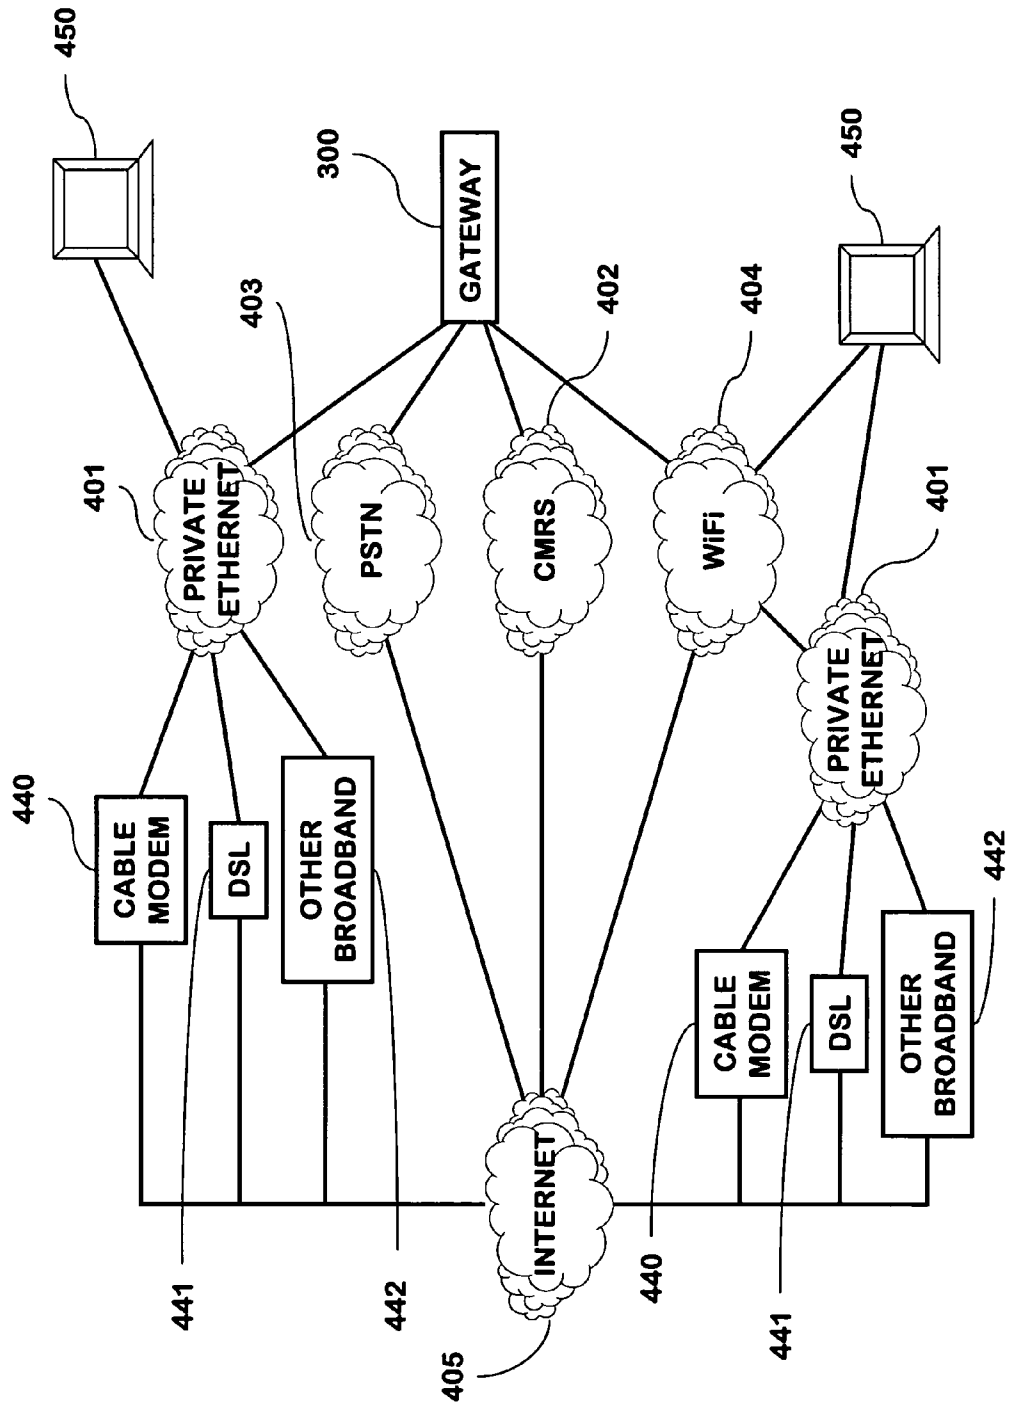 440
450
401
CABLE
MODEM
441
PRIVATE
ETHERNET
DSL
403
OTHER
BROADBAND
300
PSTN
442
405
GATEWAY
INTERNET
CMRS
402
440
WiFi
CABLE
MODEM
404
441
PRIVATE
ETHERNET
DSL
450
OTHER
BROADBAND
401
442